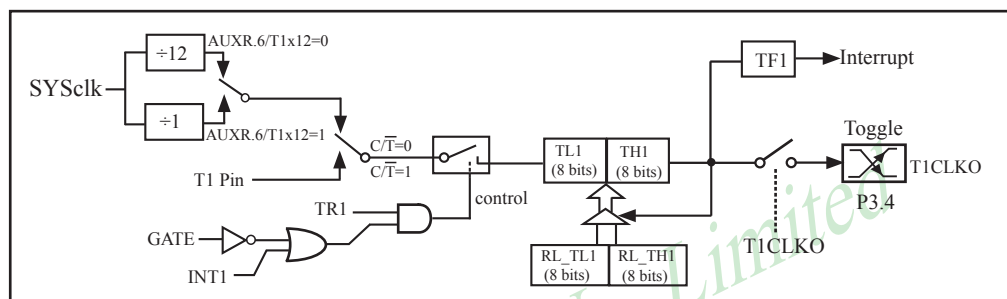 AUXR.6/T1x12=0
÷12
SYSclk
÷1
AUXR.6/T1x12=1
C/T̅=0
C/T̅=1
T1 Pin
TR1
GATE
INT1
control
TL1
(8 bits)
TH1
(8 bits)
RL_TL1
(8 bits)
RL_TH1
(8 bits)
TF1
Interrupt
Toggle
T1CLKO
P3.4
T1CLKO
Limited